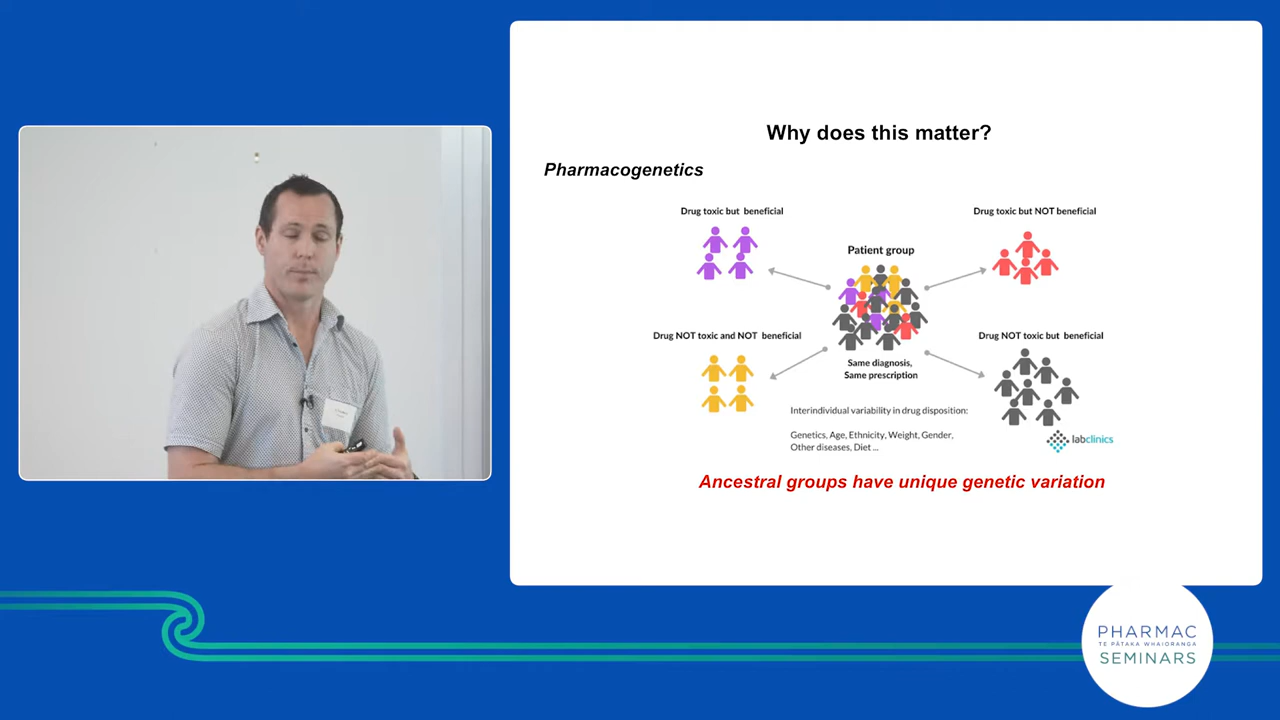 Why does this matter?
Pharmacogenetics
Drug toxic but beneficial
Drug toxic but NOT beneficial
Patient group
Drug NOT toxic and NOT beneficial
Drug NOT toxic but beneficial
Same diagnosis,
Same prescription
Interindividual variability in drug disposition:
Genetics, Age, Ethnicity, Weight, Gender,
Other diseases, Diet ...
labclinics
Ancestral groups have unique genetic variation
PHARMAC
TE PĀTAKA WHAIORANGA
SEMINARS